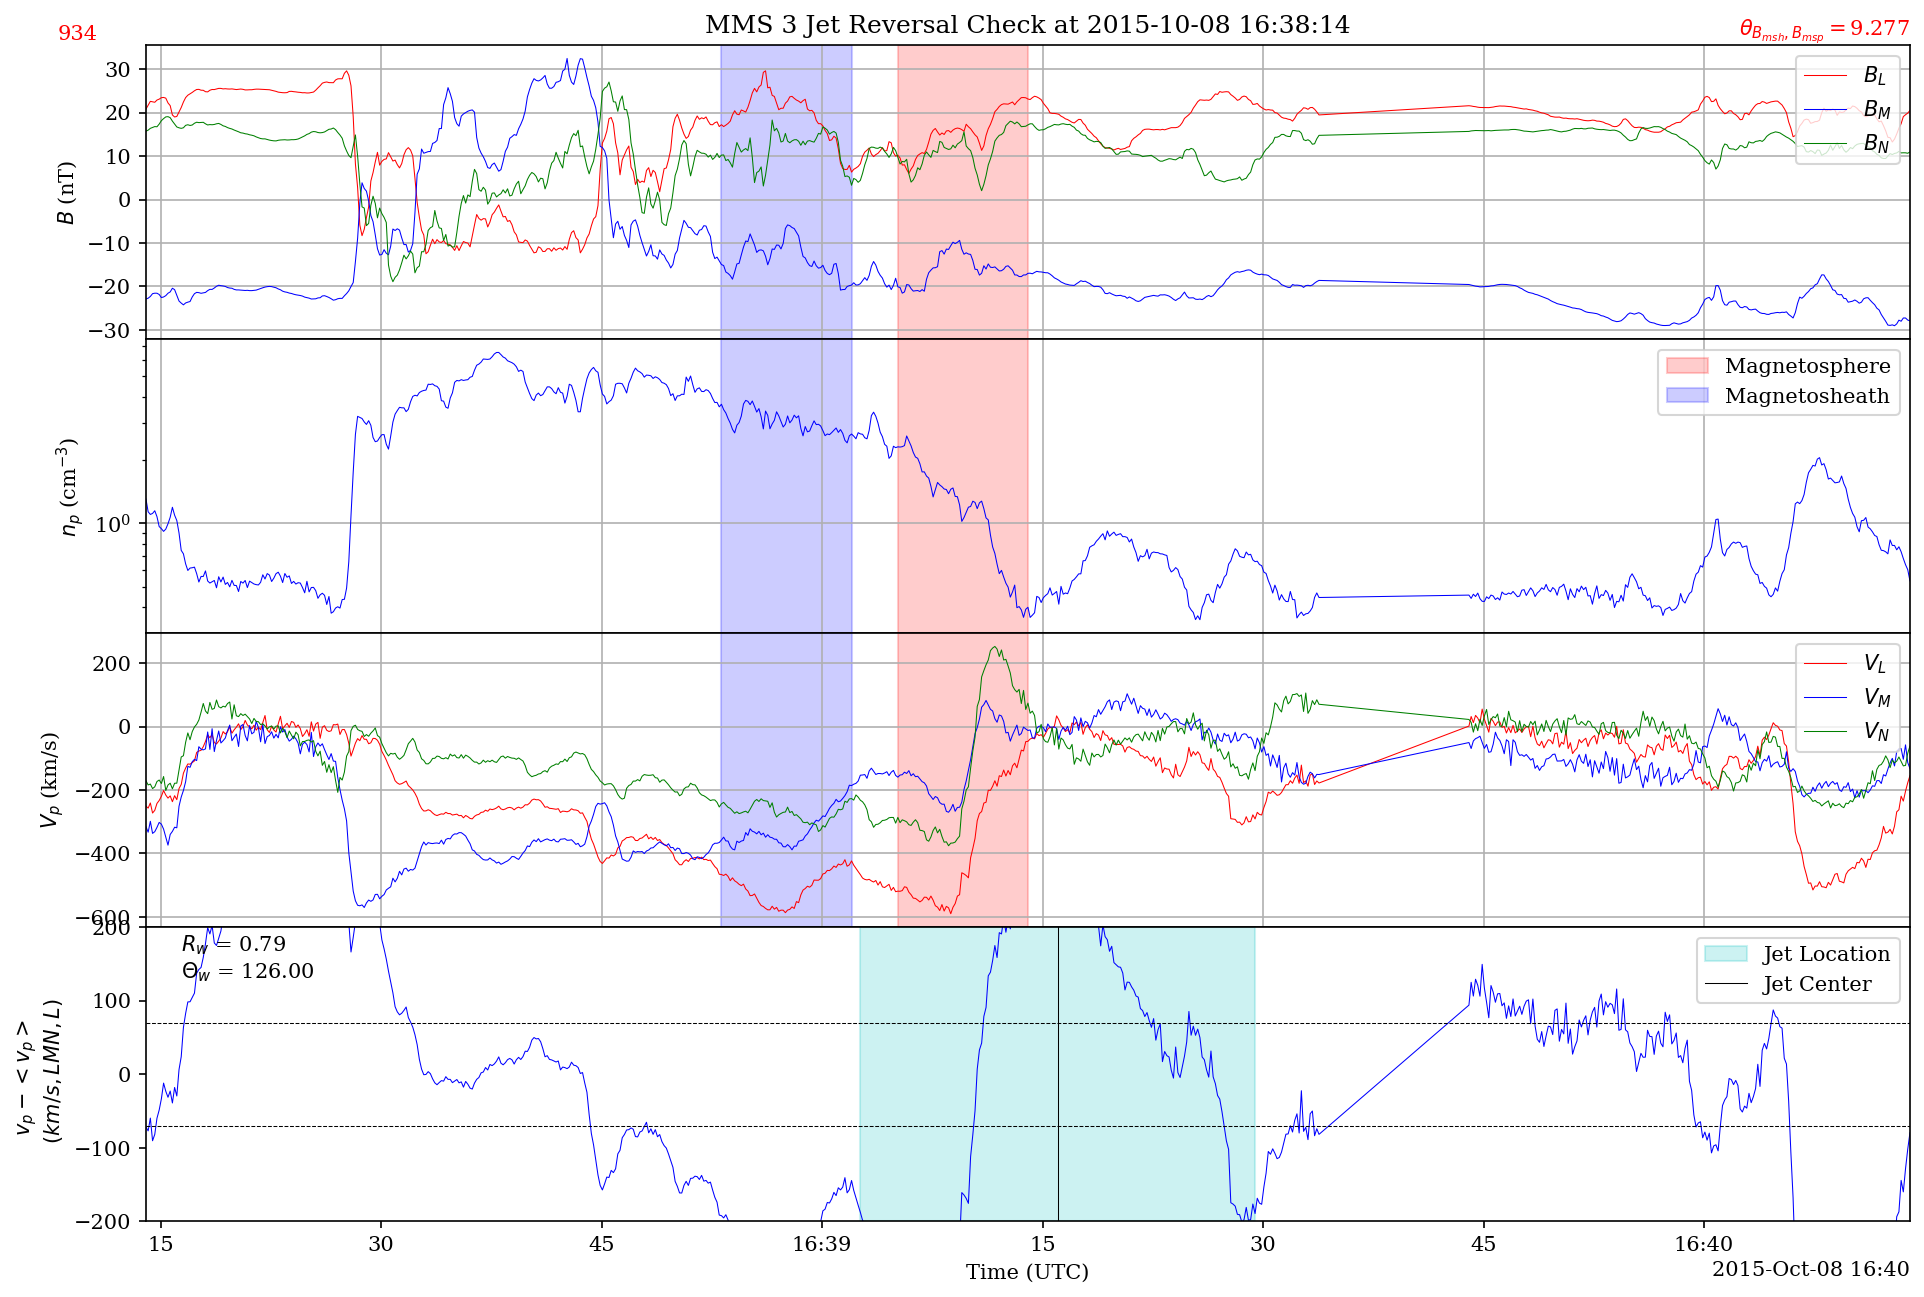 MMS 3 Jet Reversal Check at 2015-10-08 16:38:14
934
θ_{B_{msh}, B_{msp}} = 9.277
30
20
10
0
−10
−20
−30
B (nT)
B_L
B_M
B_N
10^0
n_p (cm^{−3})
Magnetosphere
Magnetosheath
200
0
−200
−400
−600
V_p (km/s)
V_L
V_M
V_N
200
100
0
−100
−200
v_p − < v_p >
(km/s, LMN, L)
R_w = 0.79
Θ_w = 126.00
Jet Location
Jet Center
15 30 45 16:39 15 30 45 16:40
Time (UTC)
2015-Oct-08 16:40